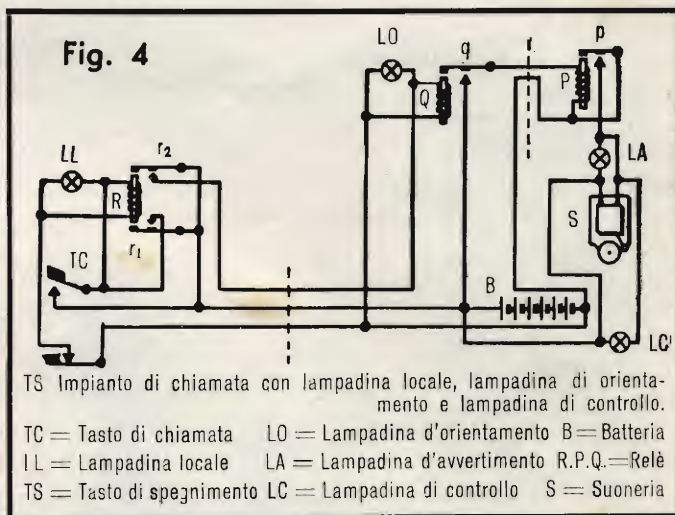 Fig. 4
LO
q
p
Q
P
LL
r2
R
LA
r1
S
TC
B
LC'
TS Impianto di chiamata con lampadina locale, lampadina di orienta-
mento e lampadina di controllo.
TC = Tasto di chiamata LO = Lampadina d'orientamento B = Batteria
IL = Lampadina locale LA = Lampadina d'avvertimento R.P.Q. = Relè
TS = Tasto di spegnimento LC = Lampadina di controllo S = Suoneria